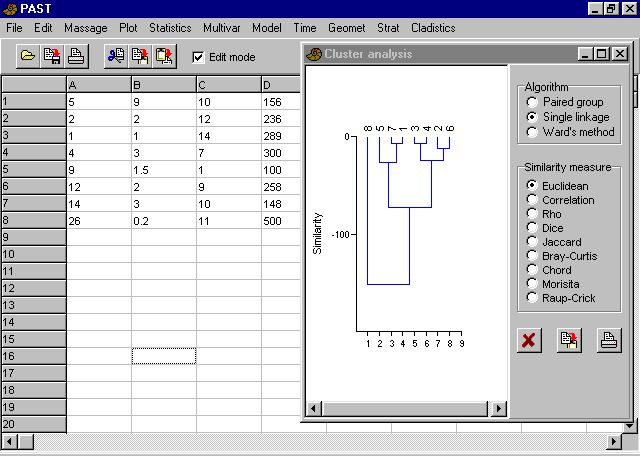 PAST
File Edit Massage Plot Statistics Multivar Model Time Geomet Strat Cladistics
Edit mode
A B C D
1 5 9 10 156
2 2 2 12 236
3 1 1 14 289
4 4 3 7 300
5 9 1.5 1 100
6 12 2 9 258
7 14 3 10 148
8 26 0.2 11 500
9
10
11
12
13
14
15
16
17
18
19
20
Cluster analysis
8 5 7 1 3 4 2 6
0
-100
Similarity
1 2 3 4 5 6 7 8 9
Algorithm
Paired group
Single linkage
Ward's method
Similarity measure
Euclidean
Correlation
Rho
Dice
Jaccard
Bray-Curtis
Chord
Morisita
Raup-Crick